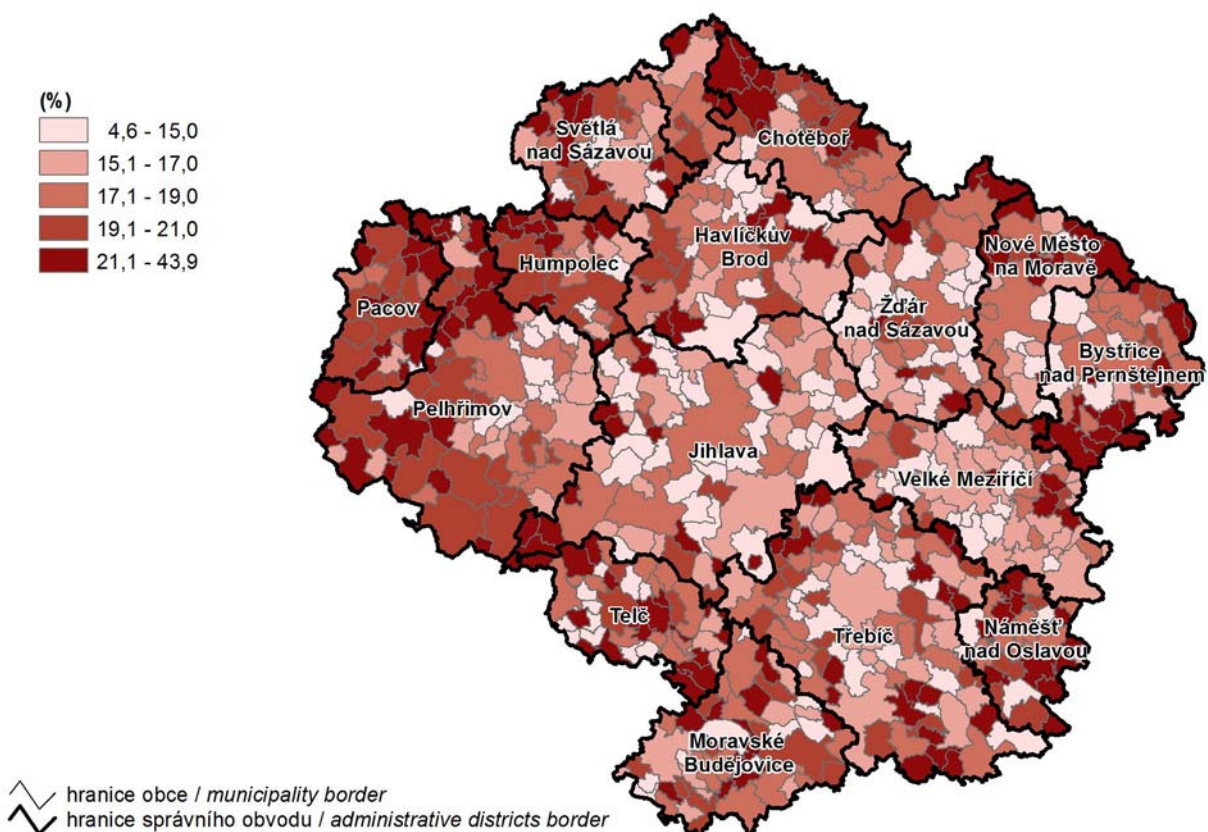 (%)
4,6 - 15,0
15,1 - 17,0
17,1 - 19,0
19,1 - 21,0
21,1 - 43,9
Světlá
nad Sázavou
Chotěboř
Havlíčkův
Brod
Humpolec
Pacov
Nové Město
na Moravě
Žďár
nad Sázavou
Bystřice
nad Pernštejnem
Pelhřimov
Jihlava
Velké Meziříčí
Telč
Třebíč
Náměšť
nad Oslavou
Moravské
Budějovice
hranice obce / municipality border
hranice správního obvodu / administrative districts border